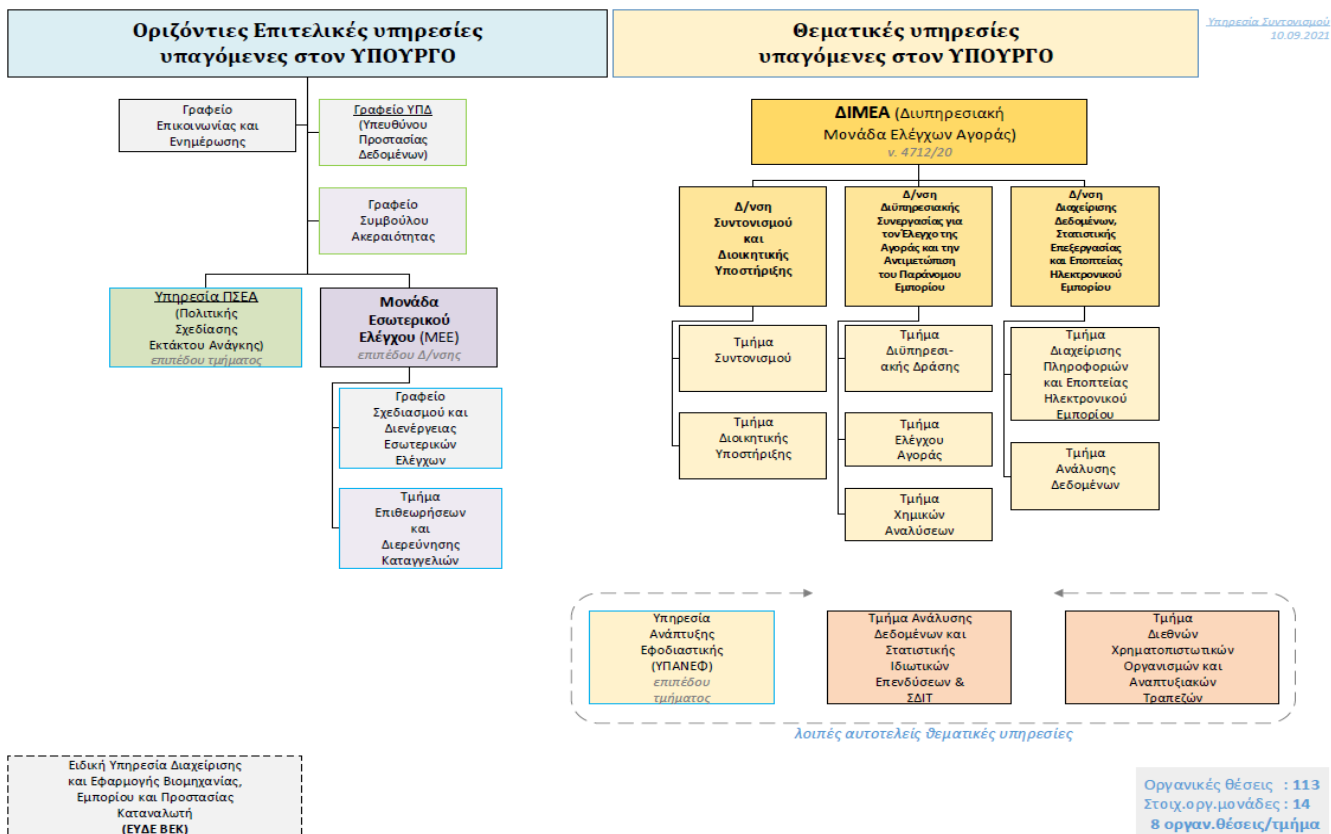 Οριζόντιες Επιτελικές υπηρεσίες
υπαγόμενες στον ΥΠΟΥΡΓΟ
Θεματικές υπηρεσίες
υπαγόμενες στον ΥΠΟΥΡΓΟ
Υπηρεσία Συντονισμού
10.09.2021
Γραφείο
Επικοινωνίας και
Ενημέρωσης
Γραφείο ΥΠΔ
(Υπευθύνου
Προστασίας
Δεδομένων)
Γραφείο
Συμβούλου
Ακεραιότητας
Υπηρεσία ΠΣΕΑ
(Πολιτικής
Σχεδίασης
Εκτάκτου Ανάγκης)
επιπέδου τμήματος
Μονάδα
Εσωτερικού
Ελέγχου (ΜΕΕ)
επιπέδου Δ/νσης
Γραφείο
Σχεδιασμού και
Διενέργειας
Εσωτερικών
Ελέγχων
Τμήμα
Επιθεωρήσεων
και
Διερεύνησης
Καταγγελιών
ΔΙΜΕΑ (Διυπηρεσιακή
Μονάδα Ελέγχων Αγοράς)
ν. 4712/20
Δ/νση
Συντονισμού
και
Διοικητικής
Υποστήριξης
Δ/νση
Διϋπηρεσιακής
Συνεργασίας για
τον Έλεγχο της
Αγοράς και την
Αντιμετώπιση
του Παράνομου
Εμπορίου
Δ/νση
Διαχείρισης
Δεδομένων,
Στατιστικής
Επεξεργασίας
και Εποπτείας
Ηλεκτρονικού
Εμπορίου
Τμήμα
Συντονισμού
Τμήμα
Διοικητικής
Υποστήριξης
Τμήμα
Διϋπηρεσι-
ακής Δράσης
Τμήμα
Ελέγχου
Αγοράς
Τμήμα
Χημικών
Αναλύσεων
Τμήμα
Διαχείρισης
Πληροφοριών
και Εποπτείας
Ηλεκτρονικού
Εμπορίου
Τμήμα
Ανάλυσης
Δεδομένων
Υπηρεσία
Ανάπτυξης
Εφοδιαστικής
(ΥΠΑΝΕΦ)
επιπέδου
τμήματος
Τμήμα Ανάλυσης
Δεδομένων και
Στατιστικής
Ιδιωτικών
Επενδύσεων &
ΣΔΙΤ
Τμήμα
Διεθνών
Χρηματοπιστωτικών
Οργανισμών και
Αναπτυξιακών
Τραπεζών
λοιπές αυτοτελείς θεματικές υπηρεσίες
Ειδική Υπηρεσία Διαχείρισης
και Εφαρμογής Βιομηχανίας,
Εμπορίου και Προστασίας
Καταναλωτή
(ΕΥΔΕ ΒΕΚ)
Οργανικές θέσεις : 113
Στοιχ.οργ.μονάδες : 14
8 οργαν.θέσεις/τμήμα